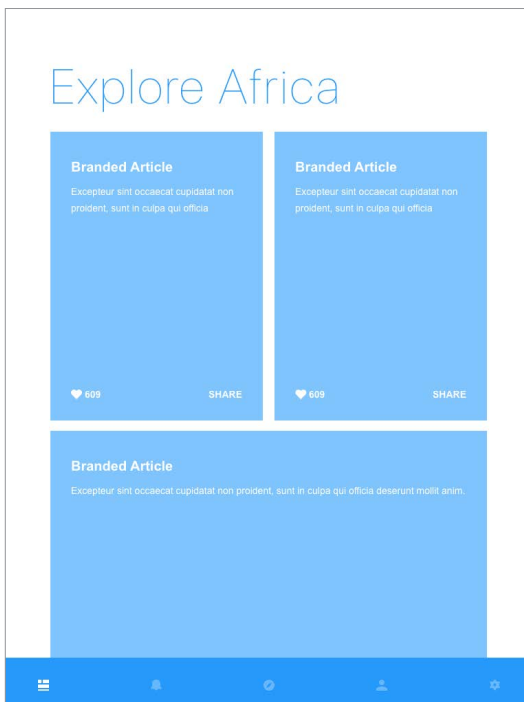 Explore Africa
Branded Article
Excepteur sint occaecat cupidatat non
proident, sunt in culpa qui officia
609 SHARE
Branded Article
Excepteur sint occaecat cupidatat non
proident, sunt in culpa qui officia
609 SHARE
Branded Article
Excepteur sint occaecat cupidatat non proident, sunt in culpa qui officia deserunt mollit anim.